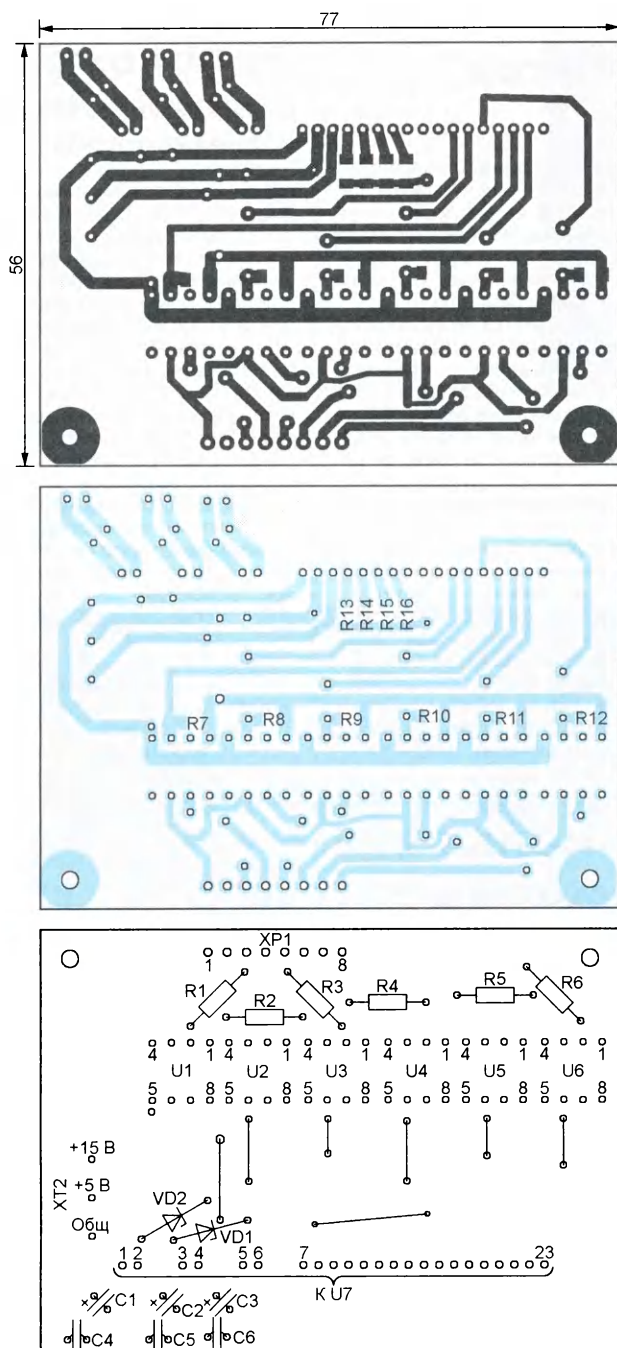 77
56
R13
R14
R15
R16
R7 R8 R9 R10 R11 R12
XP1
1 8
R1 R2 R3 R4 R5 R6
4 1 4 1 4 1 4 1 4 1 4 1
U1 U2 U3 U4 U5 U6
5 8 5 8 5 8 5 8 5 8 5 8
XT2
+15 В
+5 В
Общ
VD2
VD1
1 2 3 4 5 6 7 23
К U7
× C1 × C2 × C3
C4 C5 C6